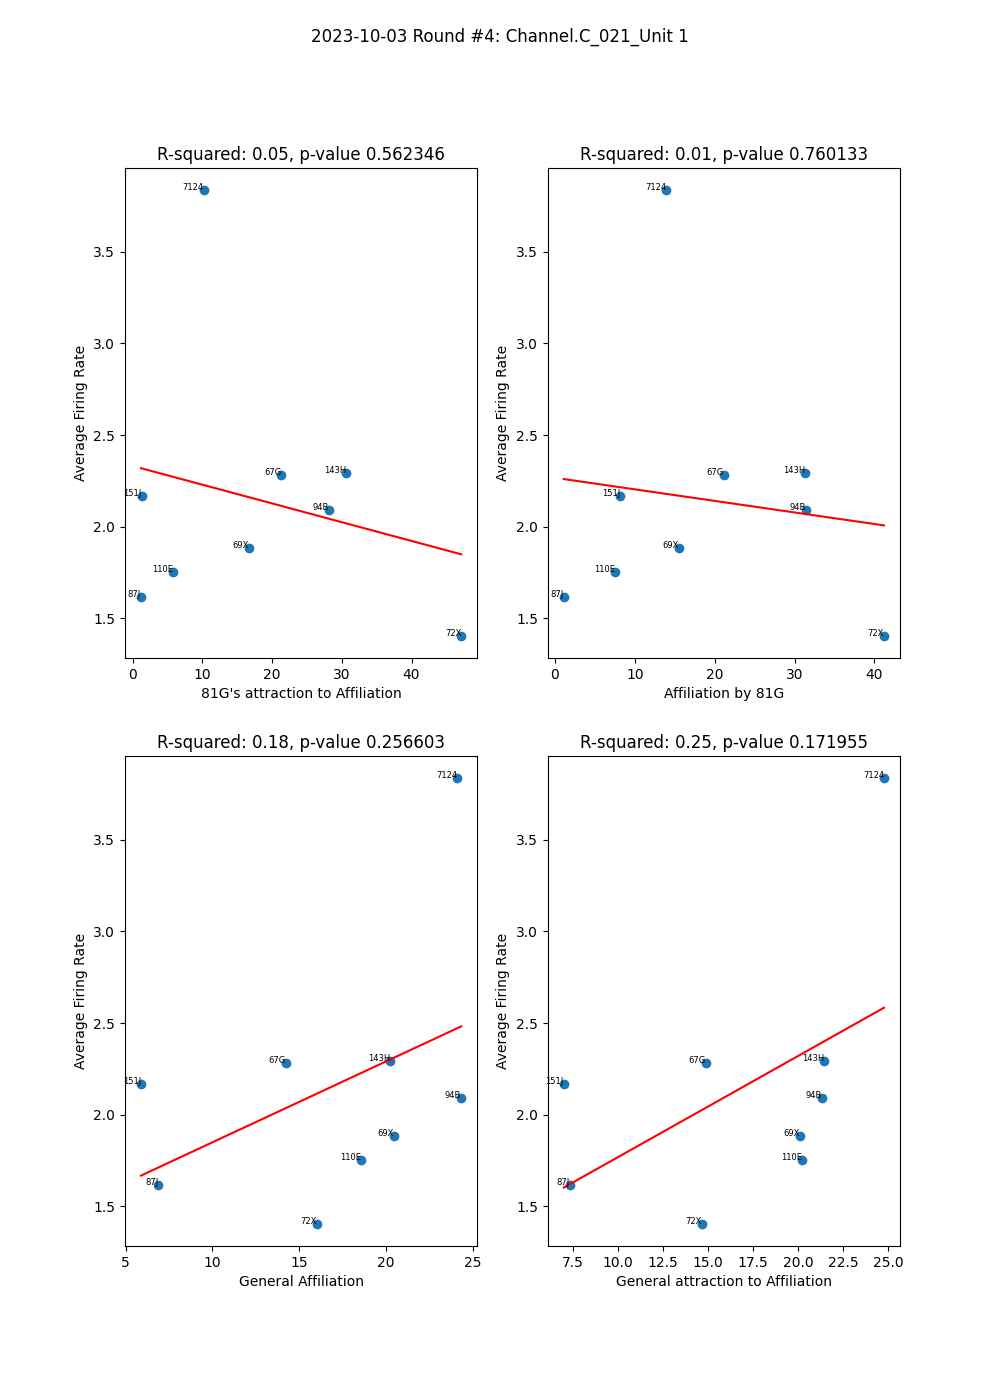 2023-10-03 Round #4: Channel.C_021_Unit 1
R-squared: 0.05, p-value 0.562346
Average Firing Rate
3.5
3.0
2.5
2.0
1.5
7124
67G
143H
151J
94B
69X
110E
87J
72X
0 10 20 30 40
81G's attraction to Affiliation
R-squared: 0.01, p-value 0.760133
Average Firing Rate
3.5
3.0
2.5
2.0
1.5
7124
67G
143H
151J
94B
69X
110E
87J
72X
0 10 20 30 40
Affiliation by 81G
R-squared: 0.18, p-value 0.256603
Average Firing Rate
3.5
3.0
2.5
2.0
1.5
7124
67G
143H
151J
94B
69X
110E
87J
72X
5 10 15 20 25
General Affiliation
R-squared: 0.25, p-value 0.171955
Average Firing Rate
3.5
3.0
2.5
2.0
1.5
7124
67G
143H
151J
94B
69X
110E
87J
72X
7.5 10.0 12.5 15.0 17.5 20.0 22.5 25.0
General attraction to Affiliation